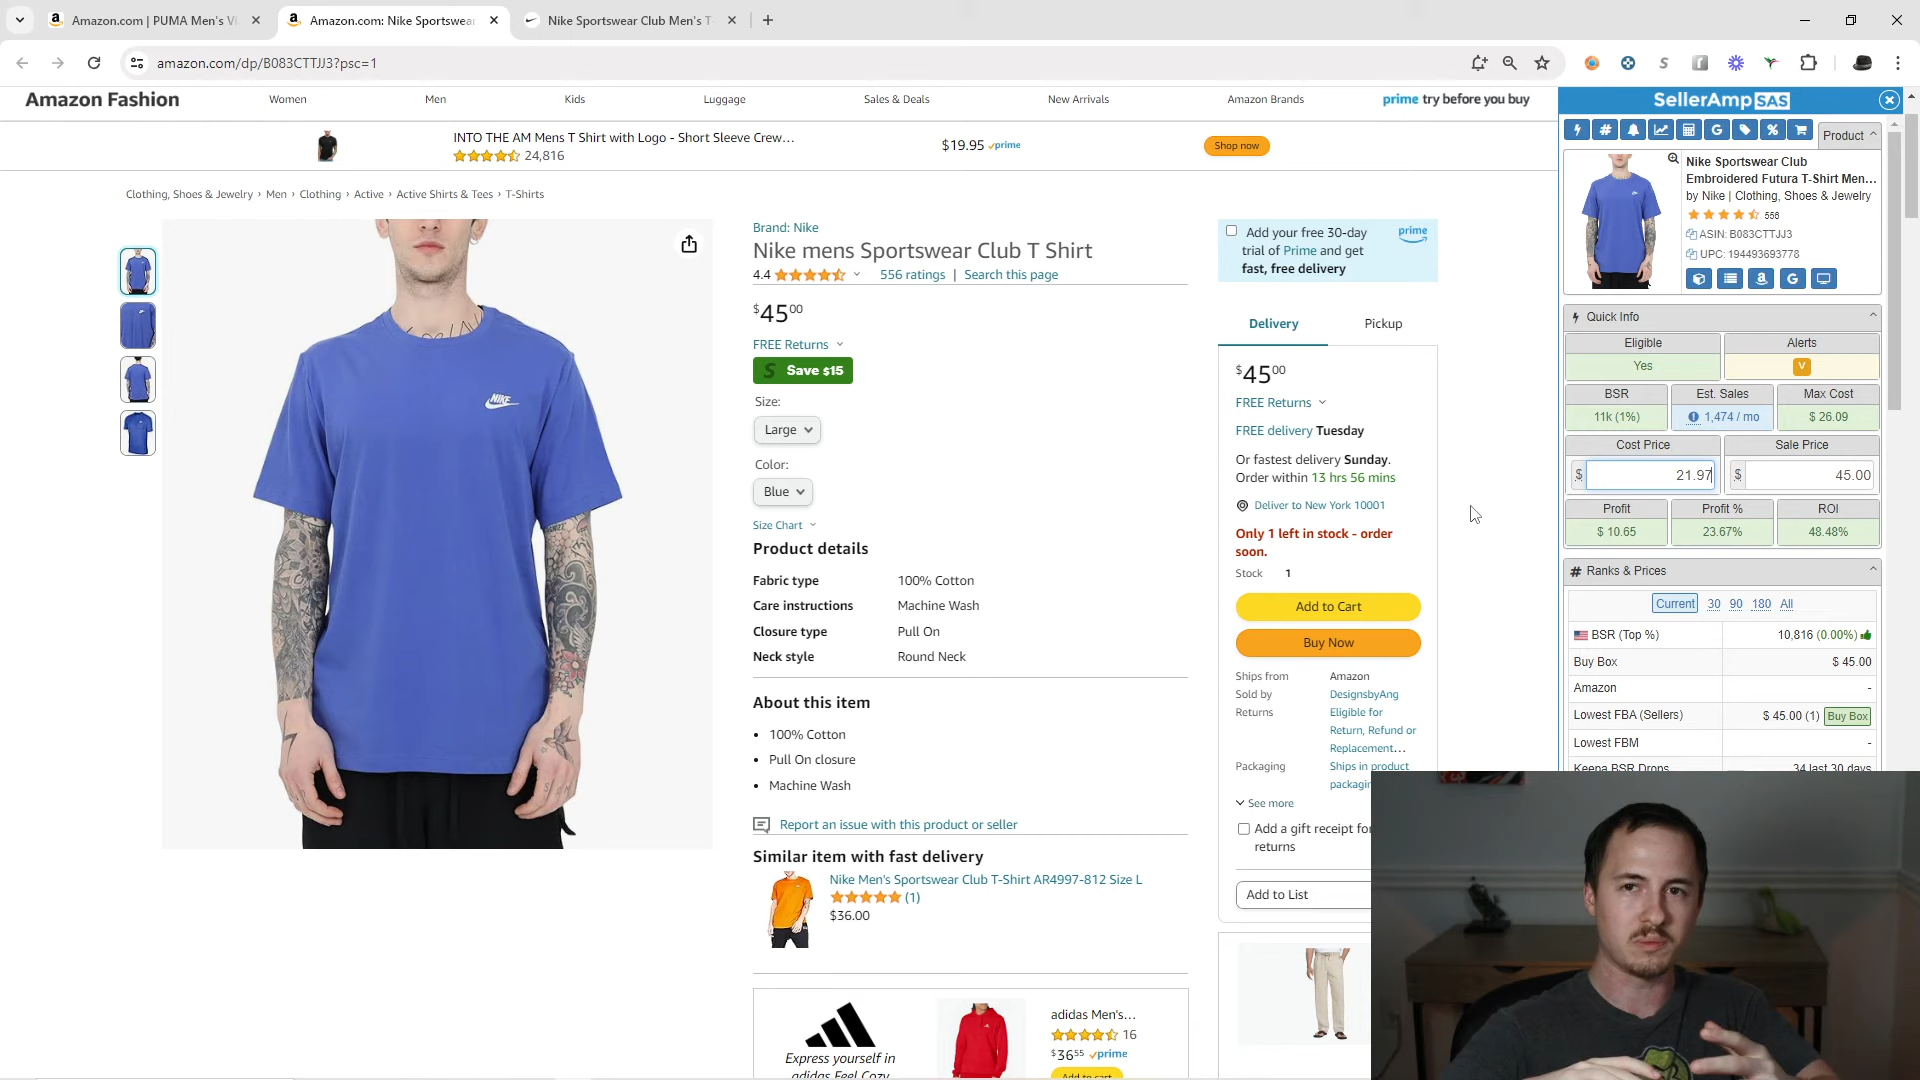 Amazon.com | PUMA Men's Vi
Amazon.com: Nike Sportswear
Nike Sportswear Club Men's T
amazon.com/dp/B083CTTJJ3?psc=1
Amazon Fashion
Women
Men
Kids
Luggage
Sales & Deals
New Arrivals
Amazon Brands
prime try before you buy
INTO THE AM Mens T Shirt with Logo - Short Sleeve Crew...
24,816
$19.95 prime
Shop now
Clothing, Shoes & Jewelry › Men › Clothing › Active › Active Shirts & Tees › T-Shirts
NIKE
Brand: Nike
Nike mens Sportswear Club T Shirt
4.4
556 ratings | Search this page
$45 00
FREE Returns
S Save $15
Size:
Large
Color:
Blue
Size Chart
Product details
Fabric type 100% Cotton
Care instructions Machine Wash
Closure type Pull On
Neck style Round Neck
About this item
• 100% Cotton
• Pull On closure
• Machine Wash
Report an issue with this product or seller
Similar item with fast delivery
Nike Men's Sportswear Club T-Shirt AR4997-812 Size L
(1)
$36.00
Express yourself in
adidas Feel Cozy
adidas Men's...
16
$36 55 prime
Add to cart
Add your free 30-day
trial of Prime and get
fast, free delivery
prime
Delivery
Pickup
$45 00
FREE Returns
FREE delivery Tuesday
Or fastest delivery Sunday.
Order within 13 hrs 56 mins
Deliver to New York 10001
Only 1 left in stock - order
soon.
Stock 1
Add to Cart
Buy Now
Ships from Amazon
Sold by DesignsbyAng
Returns Eligible for
Return, Refund or
Replacement...
Packaging Ships in product
See more
Add a gift receipt for
returns
Add to List
SellerAmp SAS
Product
Nike Sportswear Club
Embroidered Futura T-Shirt Men...
by Nike | Clothing, Shoes & Jewelry
556
ASIN: B083CTTJJ3
UPC: 194493693778
Quick Info
Eligible
Alerts
Yes
V
BSR
Est. Sales
Max Cost
11k (1%)
1,474 / mo
$ 26.09
Cost Price
Sale Price
$ 21.97
$ 45.00
Profit
Profit %
ROI
$ 10.65
23.67%
48.48%
# Ranks & Prices
Current 30 90 180 All
BSR (Top %) 10,816 (0.00%)
Buy Box $ 45.00
Amazon -
Lowest FBA (Sellers) $ 45.00 (1) Buy Box
Lowest FBM -
Keepa BSR Drops 34 last 30 days